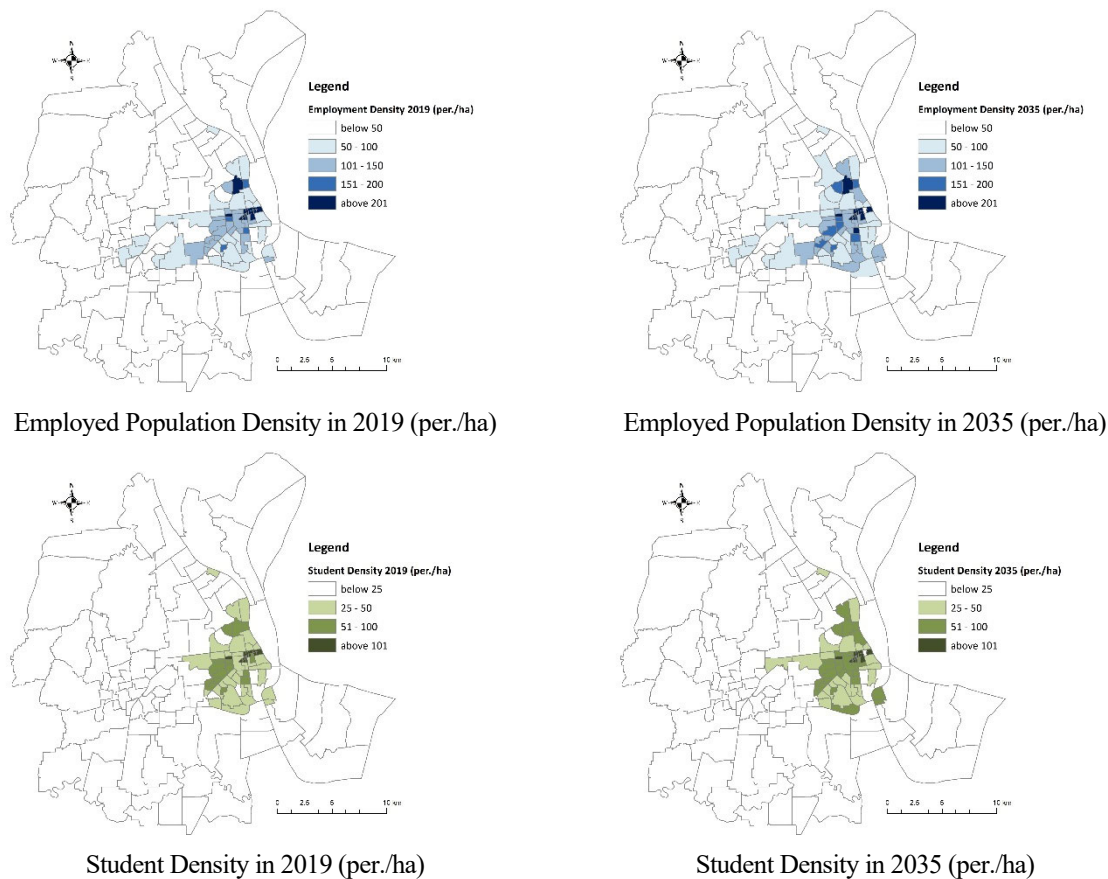 N
W E
S
Legend
Employment Density 2019 (per./ha)
below 50
50 - 100
101 - 150
151 - 200
above 201
0 2.5 5 10 km
Employed Population Density in 2019 (per./ha)
N
W E
S
Legend
Employment Density 2035 (per./ha)
below 50
50 - 100
101 - 150
151 - 200
above 201
0 2.5 5 10 km
Employed Population Density in 2035 (per./ha)
N
W E
S
Legend
Student Density 2019 (per./ha)
below 25
25 - 50
51 - 100
above 101
0 2.5 5 10 km
Student Density in 2019 (per./ha)
N
W E
S
Legend
Student Density 2035 (per./ha)
below 25
25 - 50
51 - 100
above 101
0 2.5 5 10 km
Student Density in 2035 (per./ha)